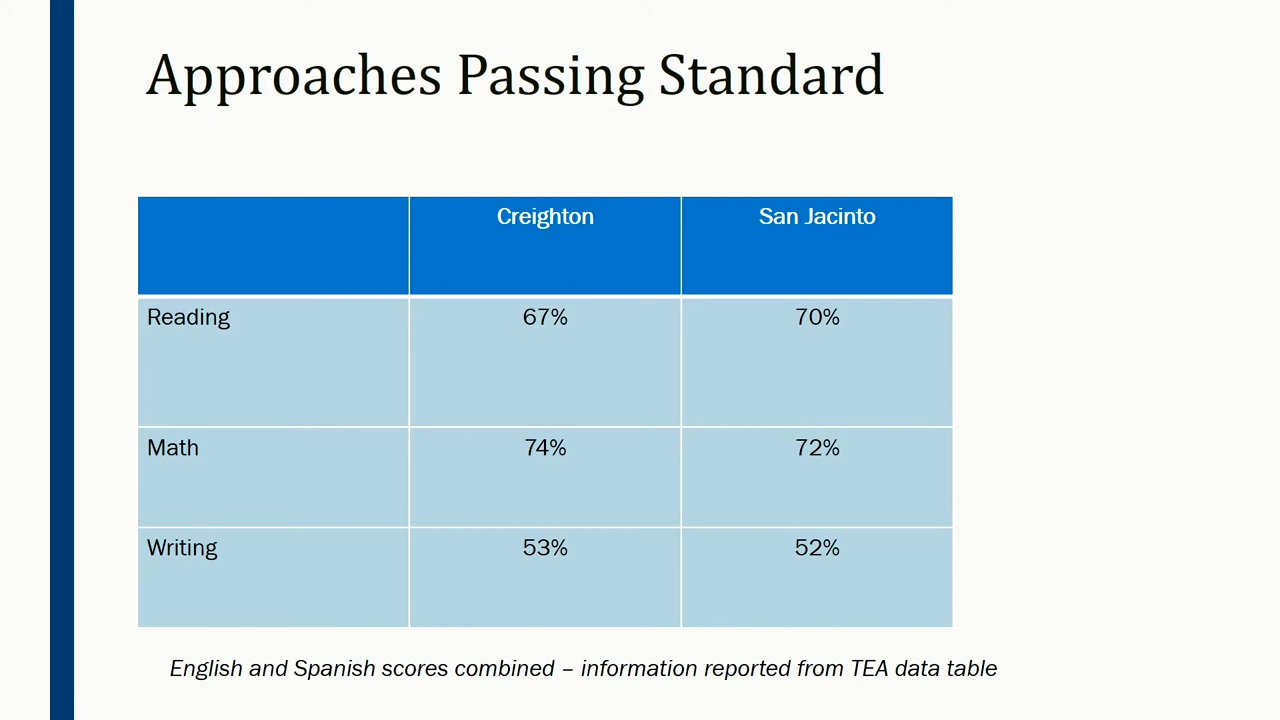 Approaches Passing Standard
Creighton San Jacinto
Reading 67% 70%
Math 74% 72%
Writing 53% 52%
English and Spanish scores combined – information reported from TEA data table